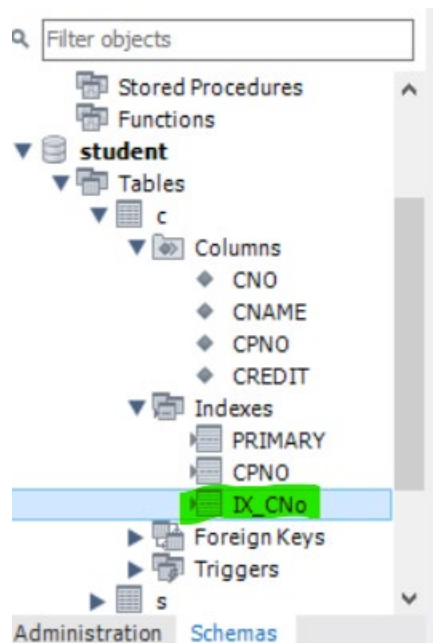 Filter objects
Stored Procedures
Functions
student
Tables
c
Columns
CNO
CNAME
CPNO
CREDIT
Indexes
PRIMARY
CPNO
IX_CNo
Foreign Keys
Triggers
s
Administration Schemas